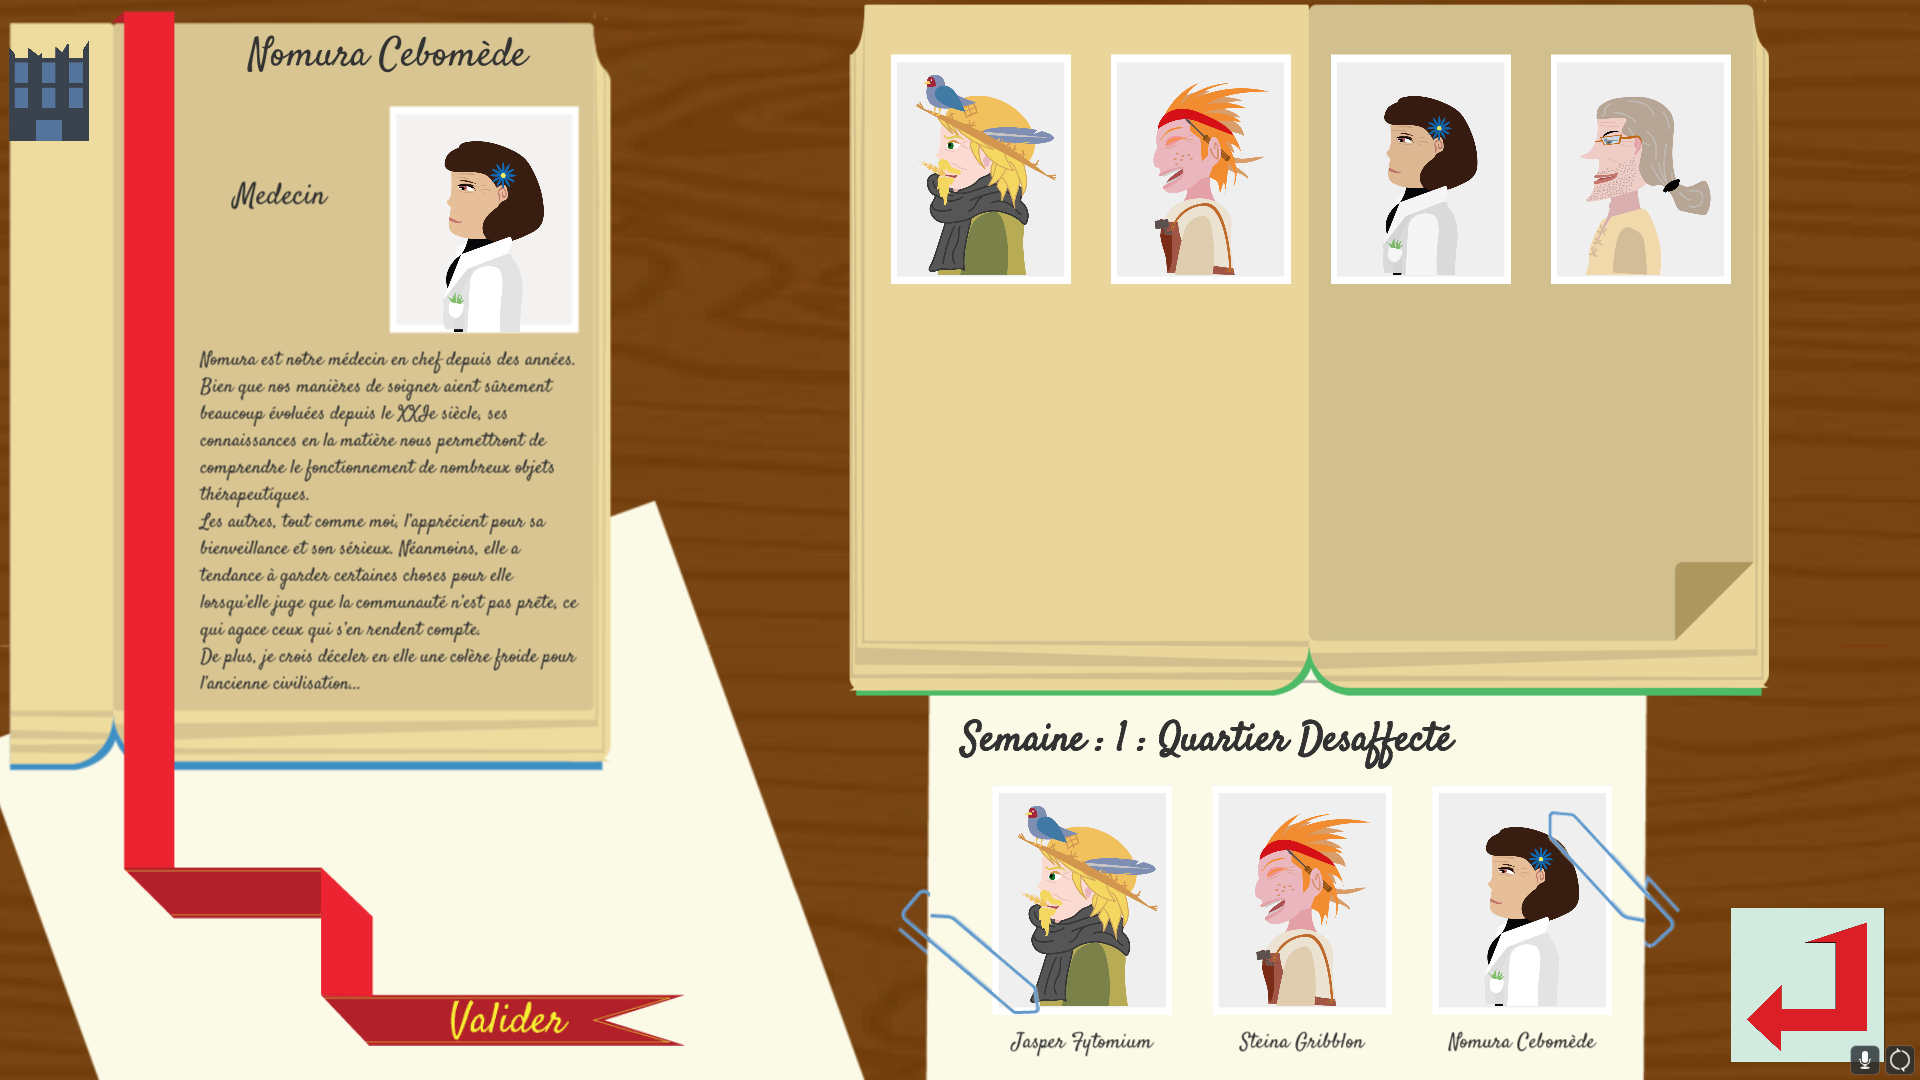 Nomura Cebomède
Medecin
Nomura est notre médecin en chef depuis des années.
Bien que nos manières de soigner aient sûrement
beaucoup évoluées depuis le XXIe siècle, ses
connaissances en la matière nous permettront de
comprendre le fonctionnement de nombreux objets
thérapeutiques.
Les autres, tout comme moi, l'apprécient pour sa
bienveillance et son sérieux. Néanmoins, elle a
tendance à garder certaines choses pour elle
lorsqu'elle juge que la communauté n'est pas prête, ce
qui agace ceux qui s'en rendent compte.
De plus, je crois déceler en elle une colère froide pour
l'ancienne civilisation...
Valider
Semaine : 1 : Quartier Desaffecté
Jasper Fytomium
Steina Gribblon
Nomura Cebomède